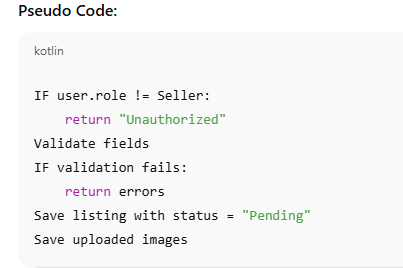 Pseudo Code:
kotlin
IF user.role != Seller:
    return "Unauthorized"
Validate fields
IF validation fails:
    return errors
Save listing with status = "Pending"
Save uploaded images